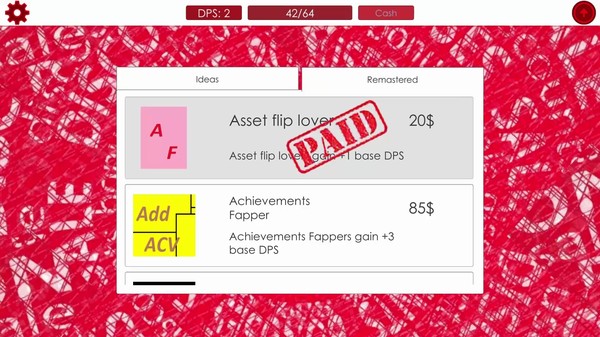 DPS: 2
42/64
Cash
Ideas
Remastered
Asset flip lover
20$
PAID
A
F
Asset flip lovers gain +1 base DPS
Add
ACV
Achievements
Fapper
85$
Achievements Fappers gain +3
base DPS